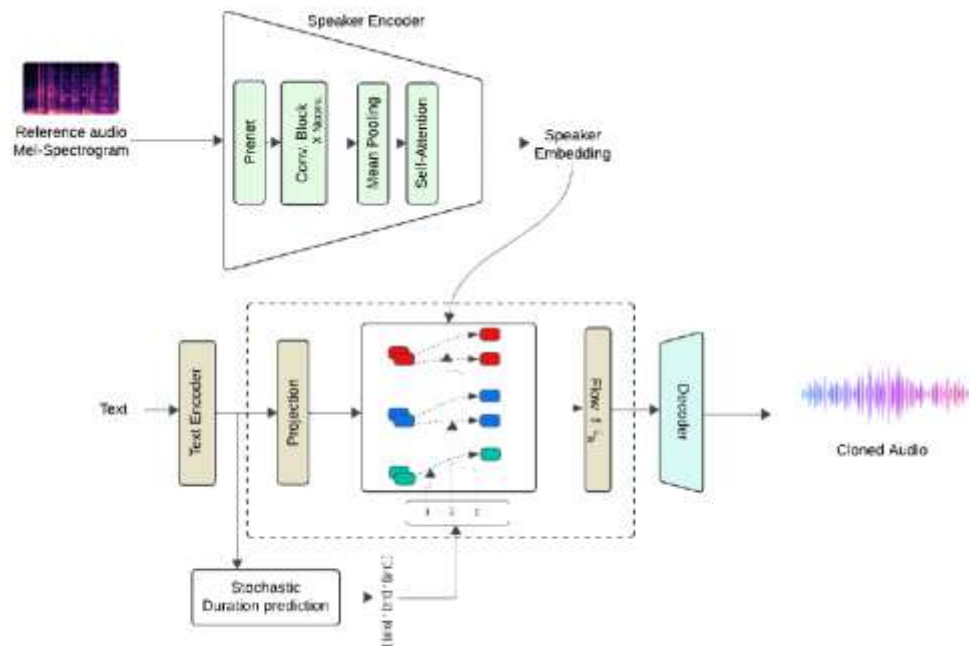 Speaker Encoder
Reference audio
Mel-Spectrogram
Prenet
Conv. Block
Mean Pooling
Self-Attention
Speaker
Embedding
Text
Text Encoder
Projection
Flow f
Decoder
Cloned Audio
Stochastic
Duration prediction